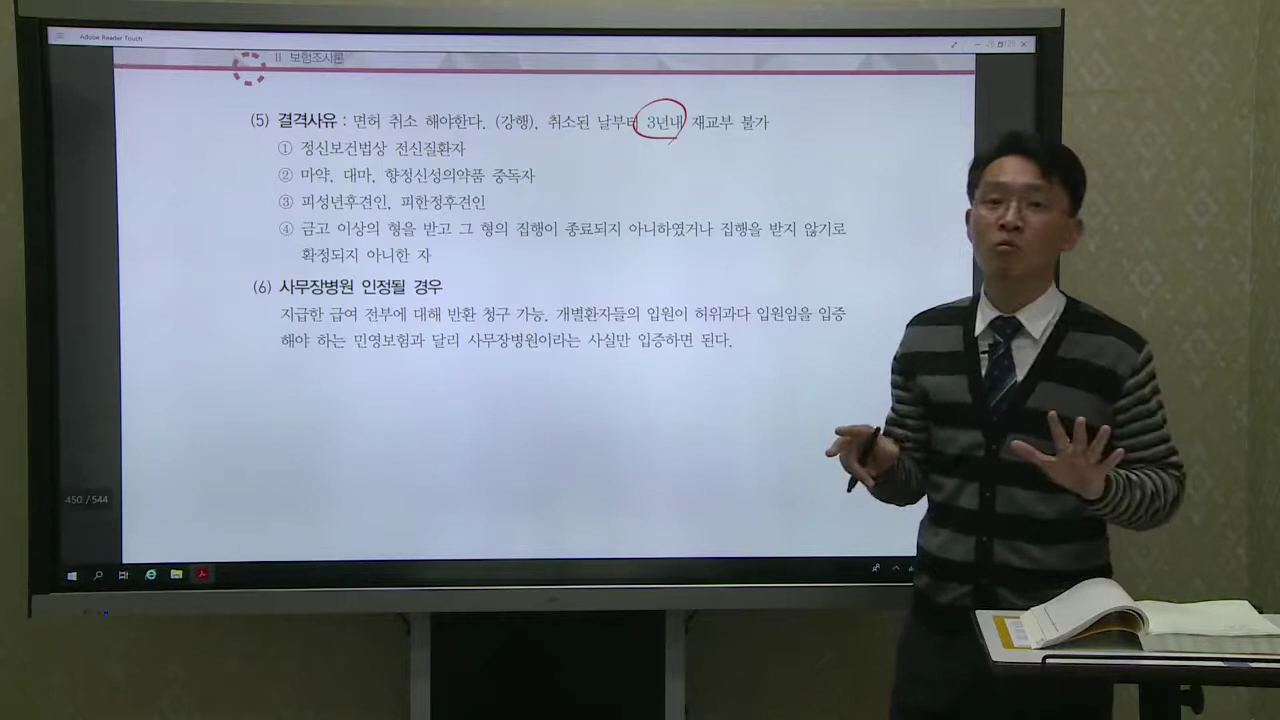 Adobe Reader Touch
II 보험조사론
(5) 결격사유 : 면허 취소 해야한다. (강행), 취소된 날부터 3년내 재교부 불가
① 정신보건법상 전신질환자
② 마약, 대마, 향정신성의약품 중독자
③ 피성년후견인, 피한정후견인
④ 금고 이상의 형을 받고 그 형의 집행이 종료되지 아니하였거나 집행을 받지 않기로
확정되지 아니한 자
(6) 사무장병원 인정될 경우
지급한 급여 전부에 대해 반환 청구 가능. 개별환자들의 입원이 허위과다 입원임을 입증
해야 하는 민영보험과 달리 사무장병원이라는 사실만 입증하면 된다.
450 / 544